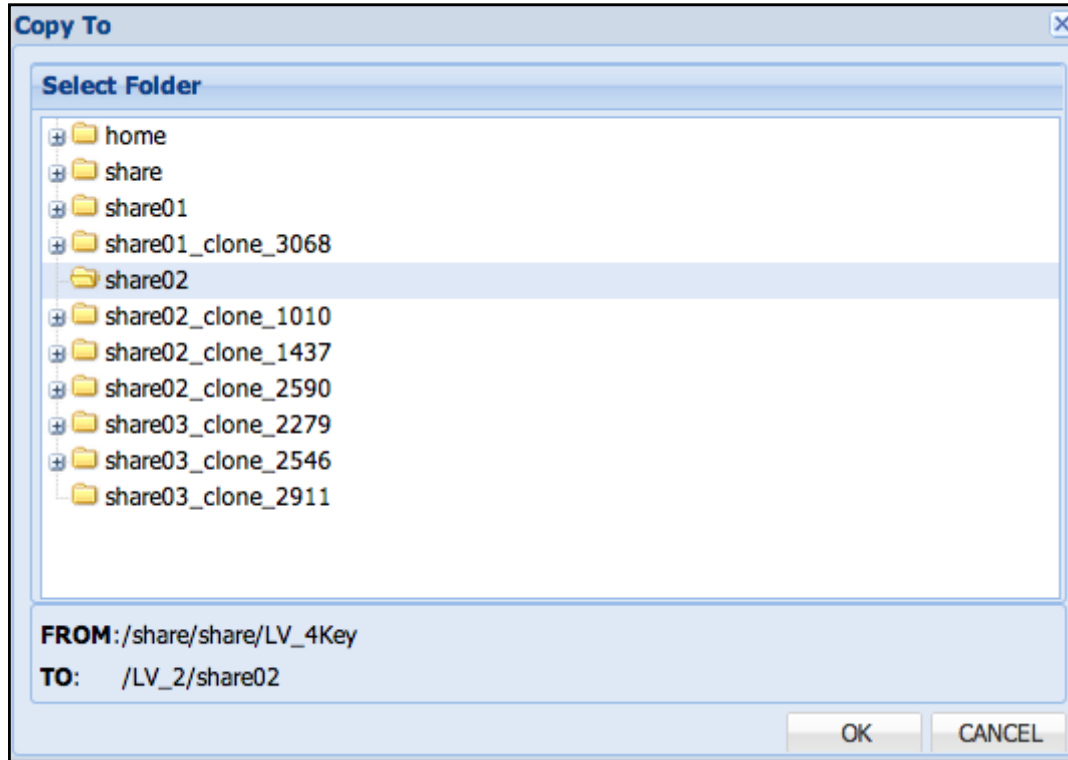 Copy To
Select Folder
home
share
share01
share01_clone_3068
share02
share02_clone_1010
share02_clone_1437
share02_clone_2590
share03_clone_2279
share03_clone_2546
share03_clone_2911
FROM:/share/share/LV_4Key
TO: /LV_2/share02
OK CANCEL